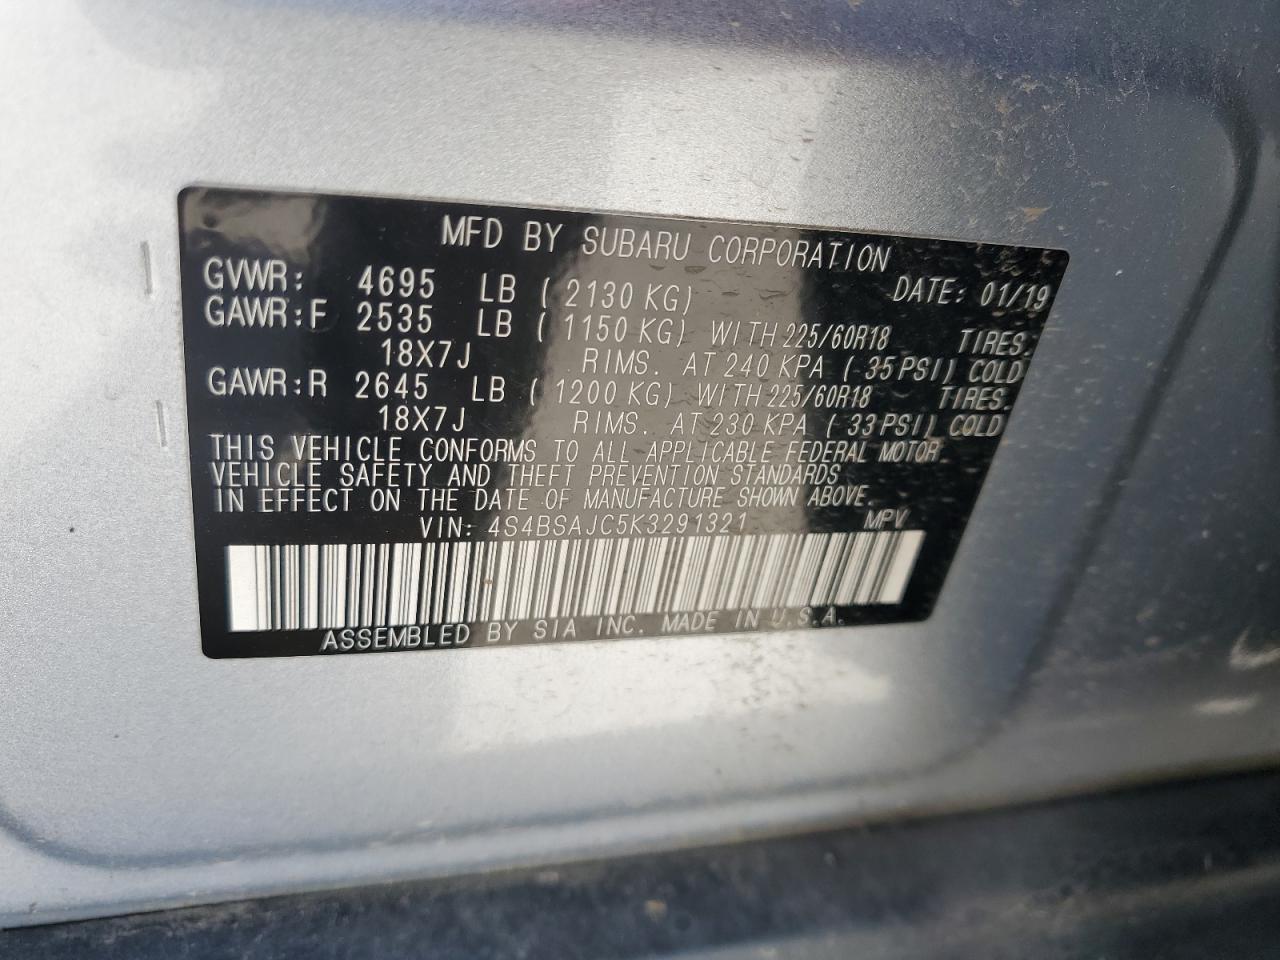 MFD BY SUBARU CORPORATION
GVWR: 4695 LB ( 2130 KG) DATE: 01/19
GAWR:F 2535 LB ( 1150 KG) WITH 225/60R18 TIRES.
18X7J RIMS. AT 240 KPA ( 35 PSI) COLD
GAWR:R 2645 LB ( 1200 KG) WITH 225/60R18 TIRES.
18X7J RIMS. AT 230 KPA ( 33 PSI) COLD
THIS VEHICLE CONFORMS TO ALL APPLICABLE FEDERAL MOTOR
VEHICLE SAFETY AND THEFT PREVENTION STANDARDS
IN EFFECT ON THE DATE OF MANUFACTURE SHOWN ABOVE.
VIN: 4S4BSAJC5K3291321 MPV
ASSEMBLED BY SIA INC. MADE IN U.S.A.